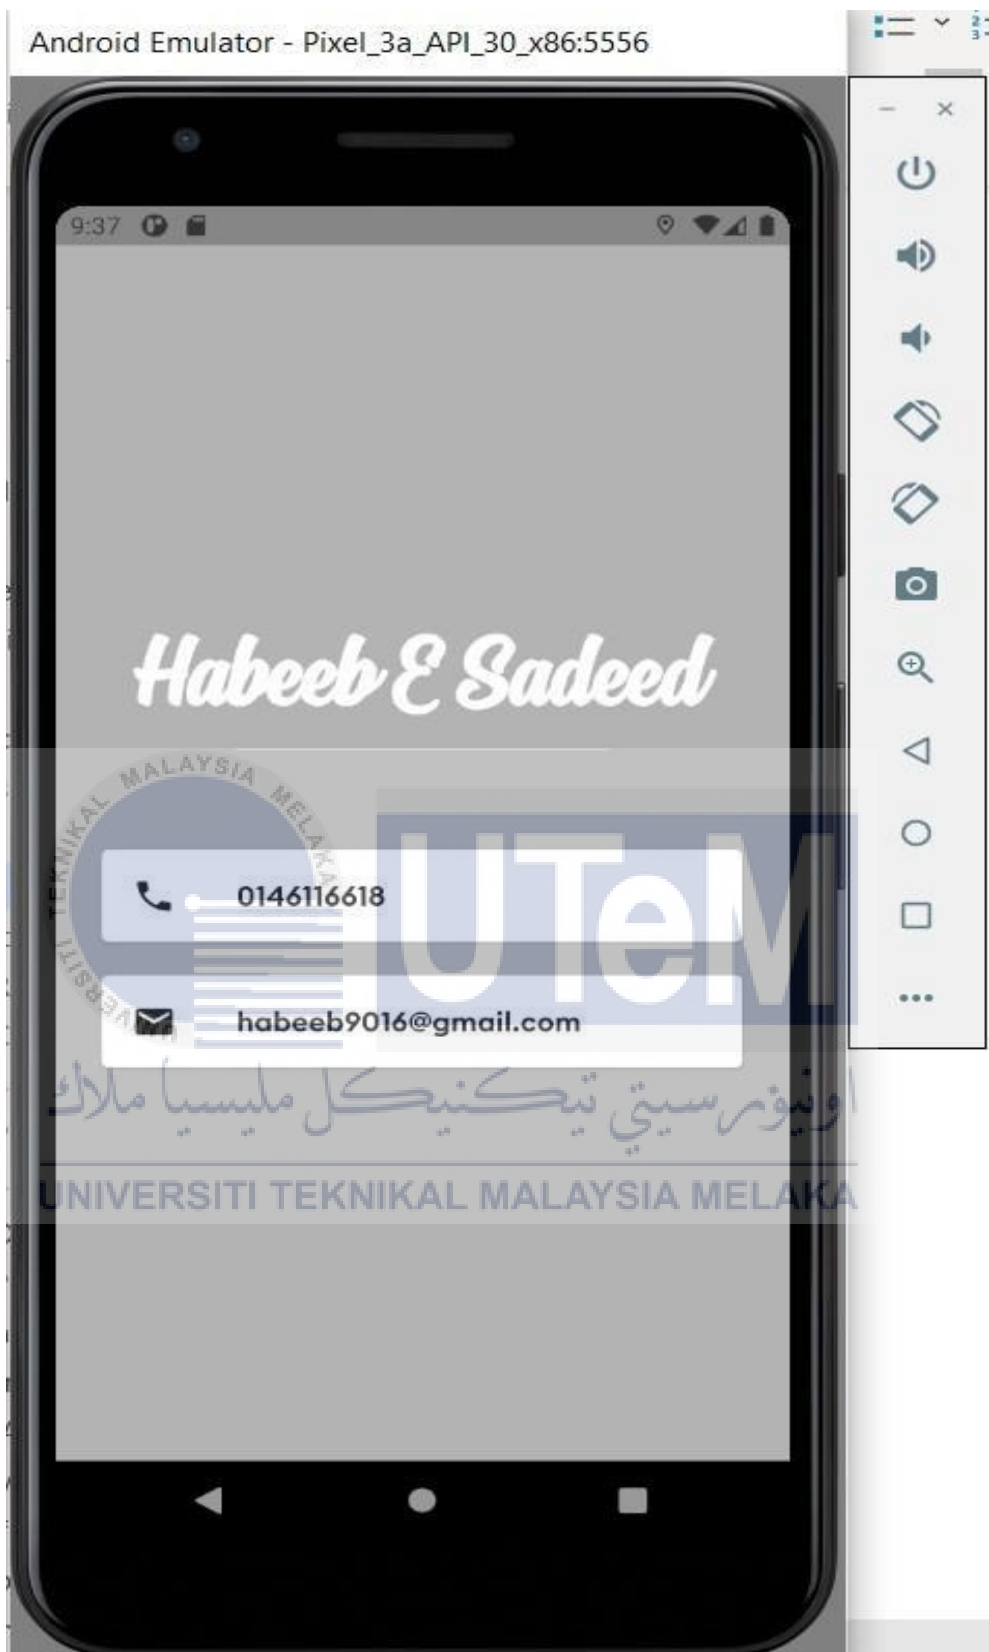 Android Emulator - Pixel_3a_API_30_x86:5556
9:37
Habeeb E Sadeed
UNIVERSITI TEKNIKAL MALAYSIA MELAKA
UTeM
0146116618
habeeb9016@gmail.com
اونيۏرسيتي تيكنيكل مليسيا ملاك
UNIVERSITI TEKNIKAL MALAYSIA MELAKA